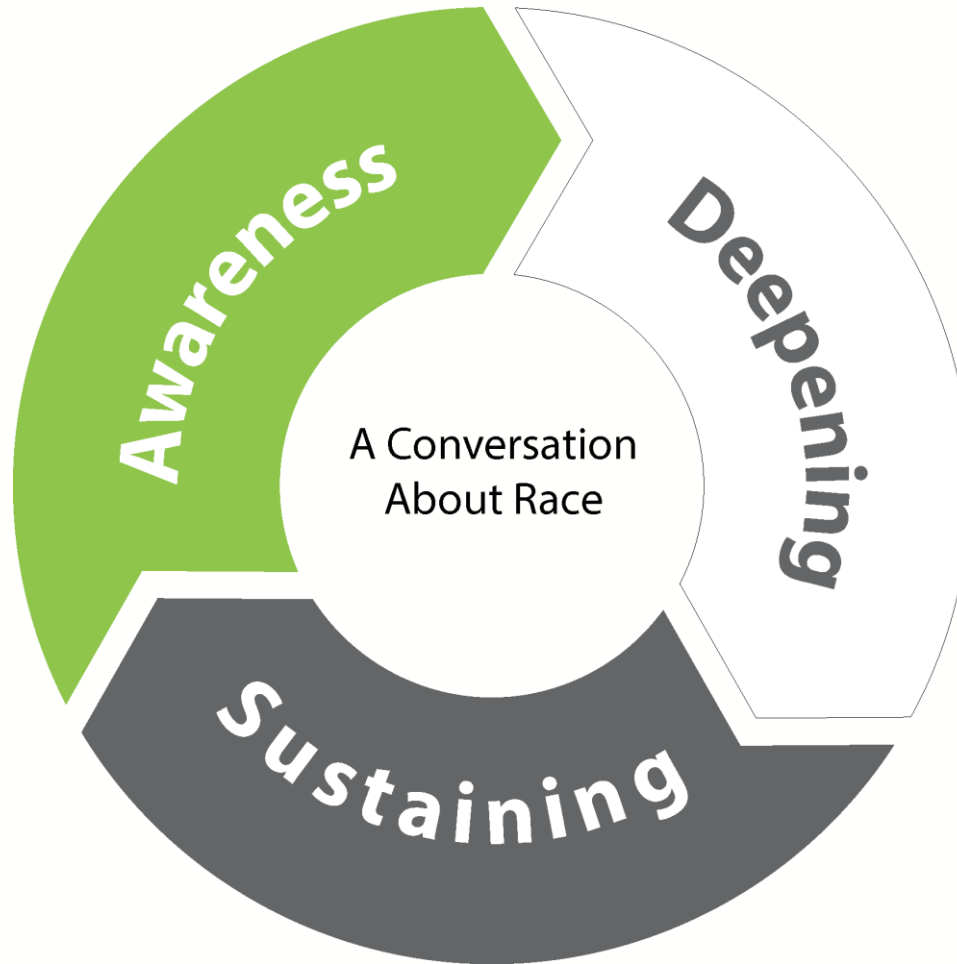 Awareness
Deepening
A Conversation
About Race
Sustaining